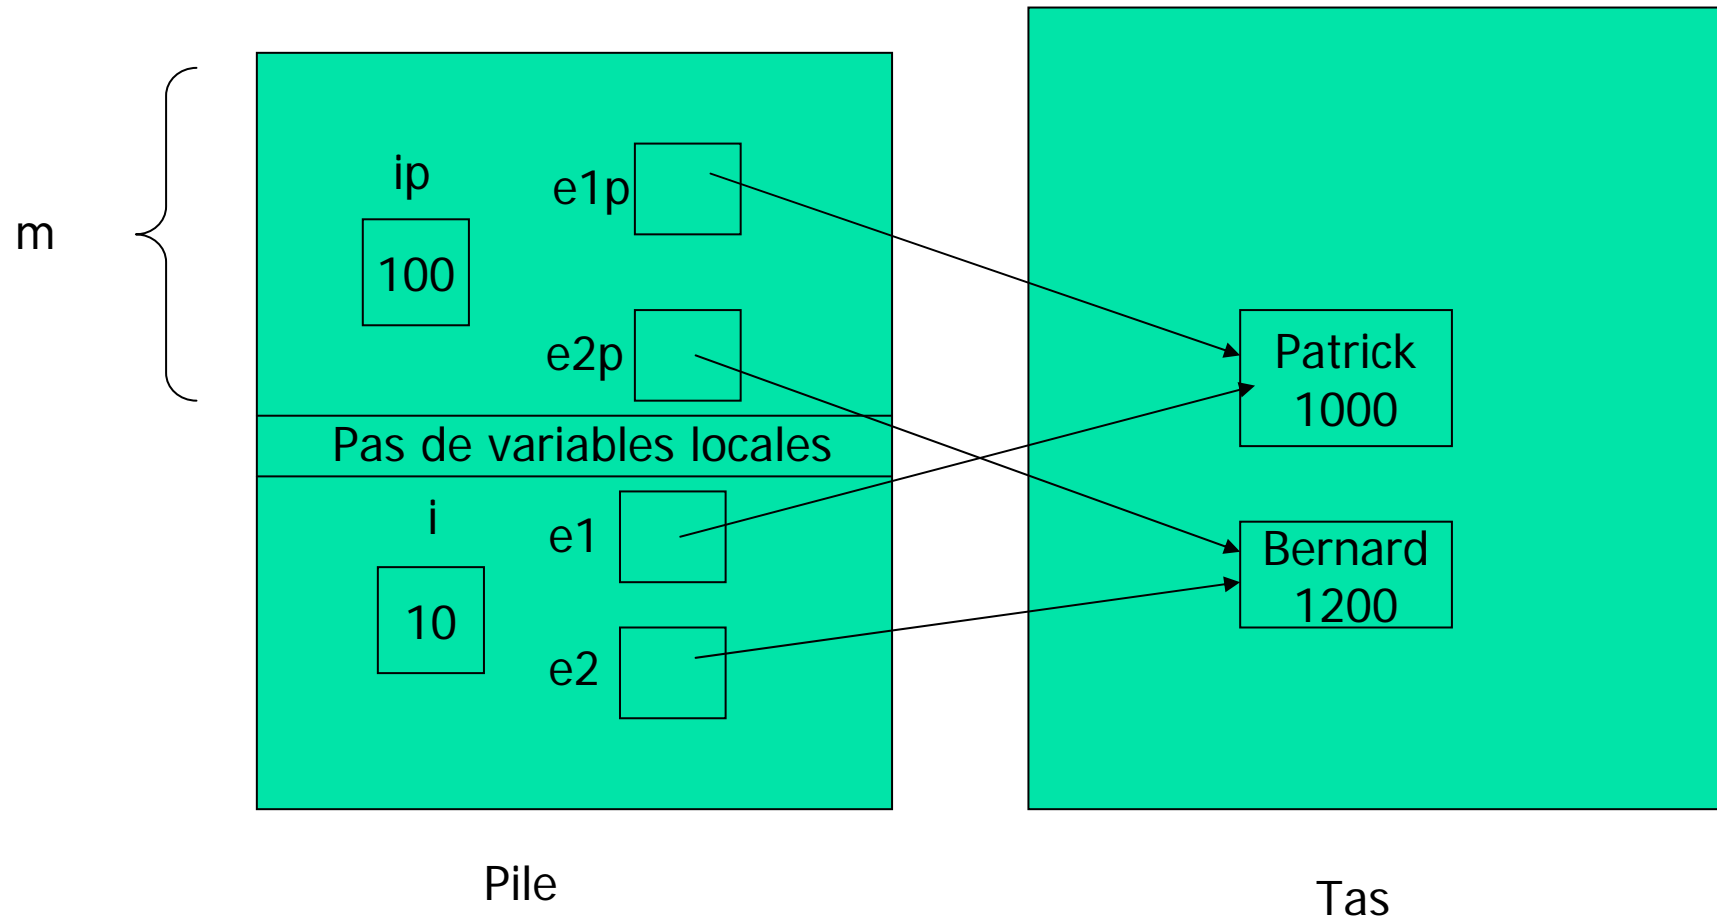 m
ip
100
e1p
e2p
Pas de variables locales
i
10
e1
e2
Patrick
1000
Bernard
1200
Pile
Tas